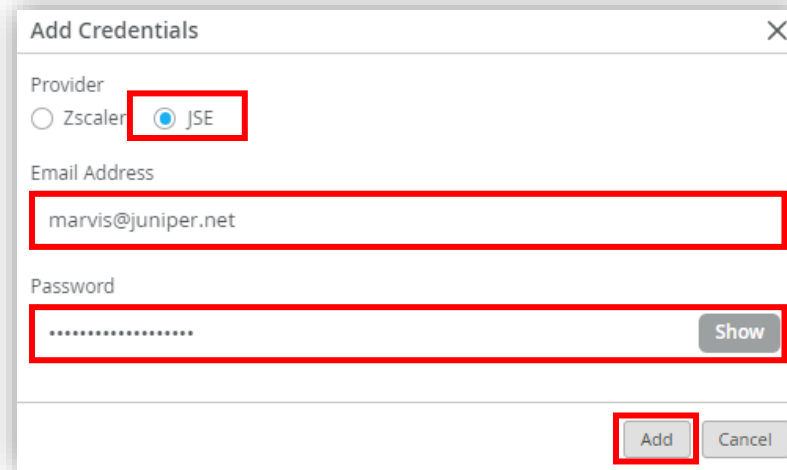 Add Credentials
Provider
Zscaler JSE
Email Address
marvis@juniper.net
Password
•••••••••••••••••••
Show
Add Cancel